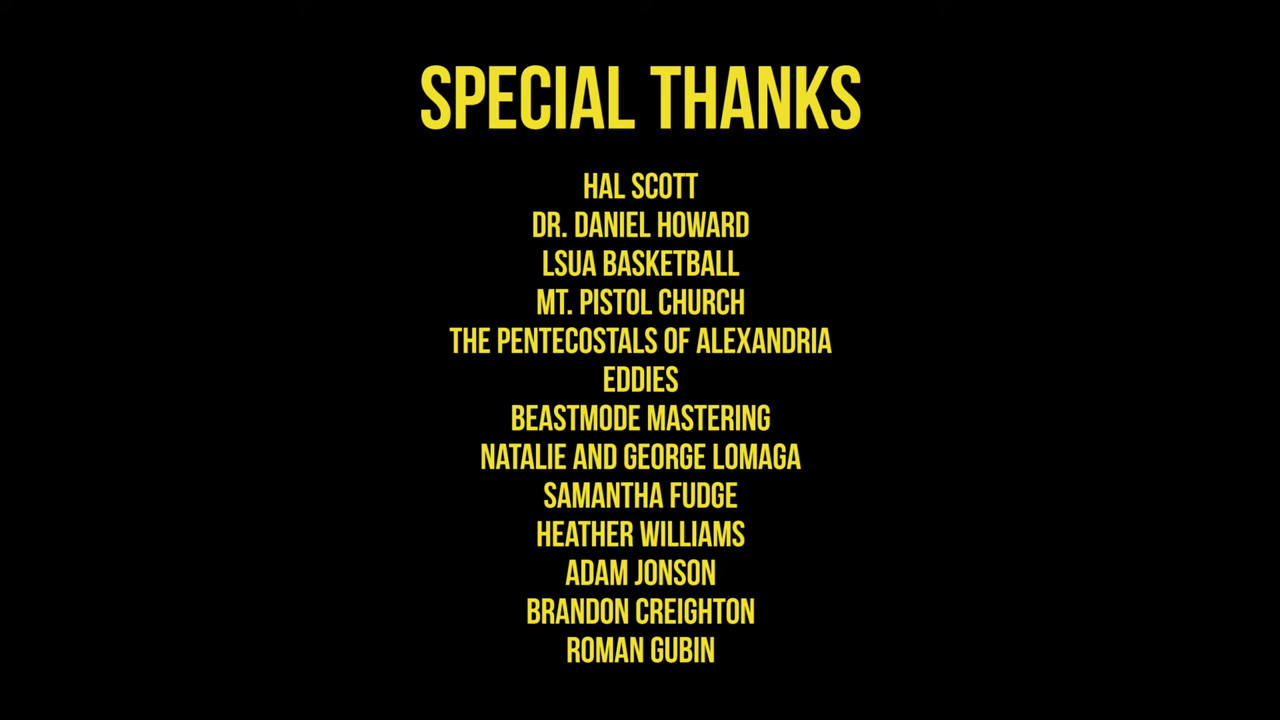 SPECIAL THANKS
HAL SCOTT
DR. DANIEL HOWARD
LSUA BASKETBALL
MT. PISTOL CHURCH
THE PENTECOSTALS OF ALEXANDRIA
EDDIES
BEASTMODE MASTERING
NATALIE AND GEORGE LOMAGA
SAMANTHA FUDGE
HEATHER WILLIAMS
ADAM JONSON
BRANDON CREIGHTON
ROMAN GUBIN